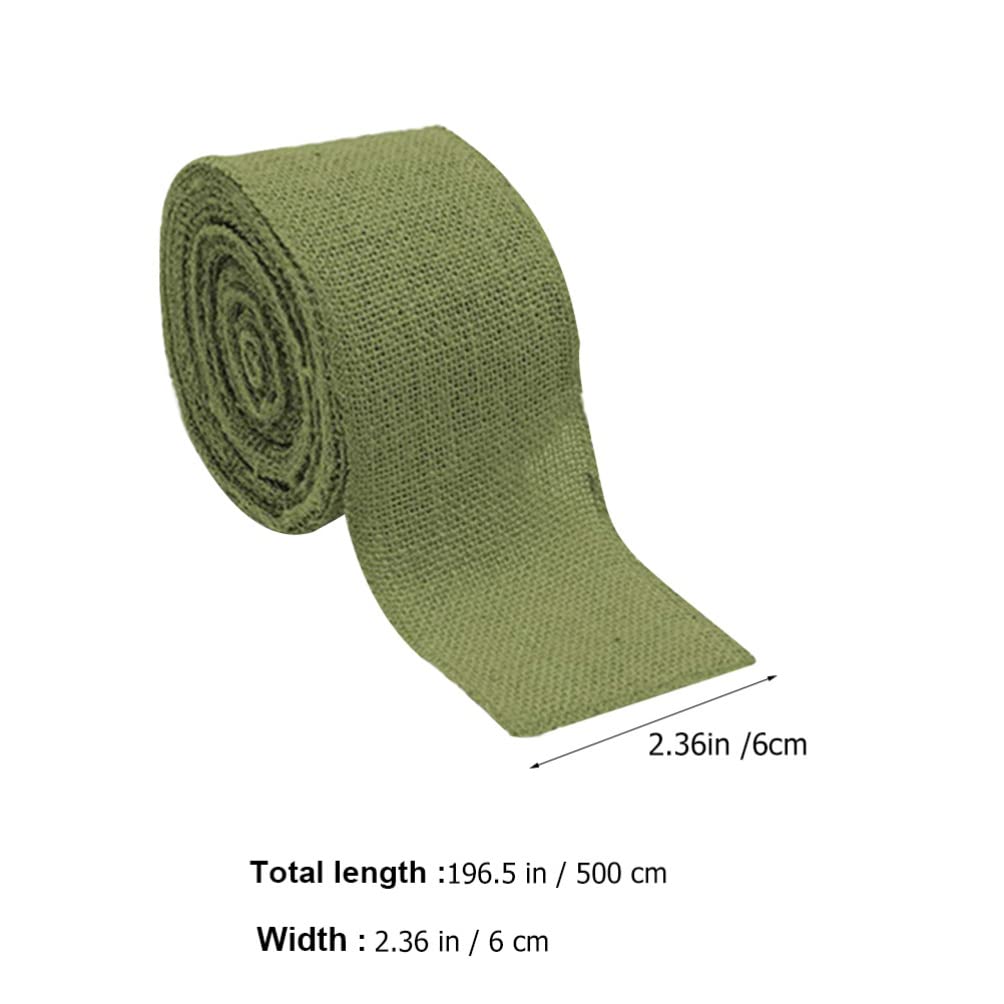 2.36in /6cm
Total length :196.5 in / 500 cm
Width : 2.36 in / 6 cm